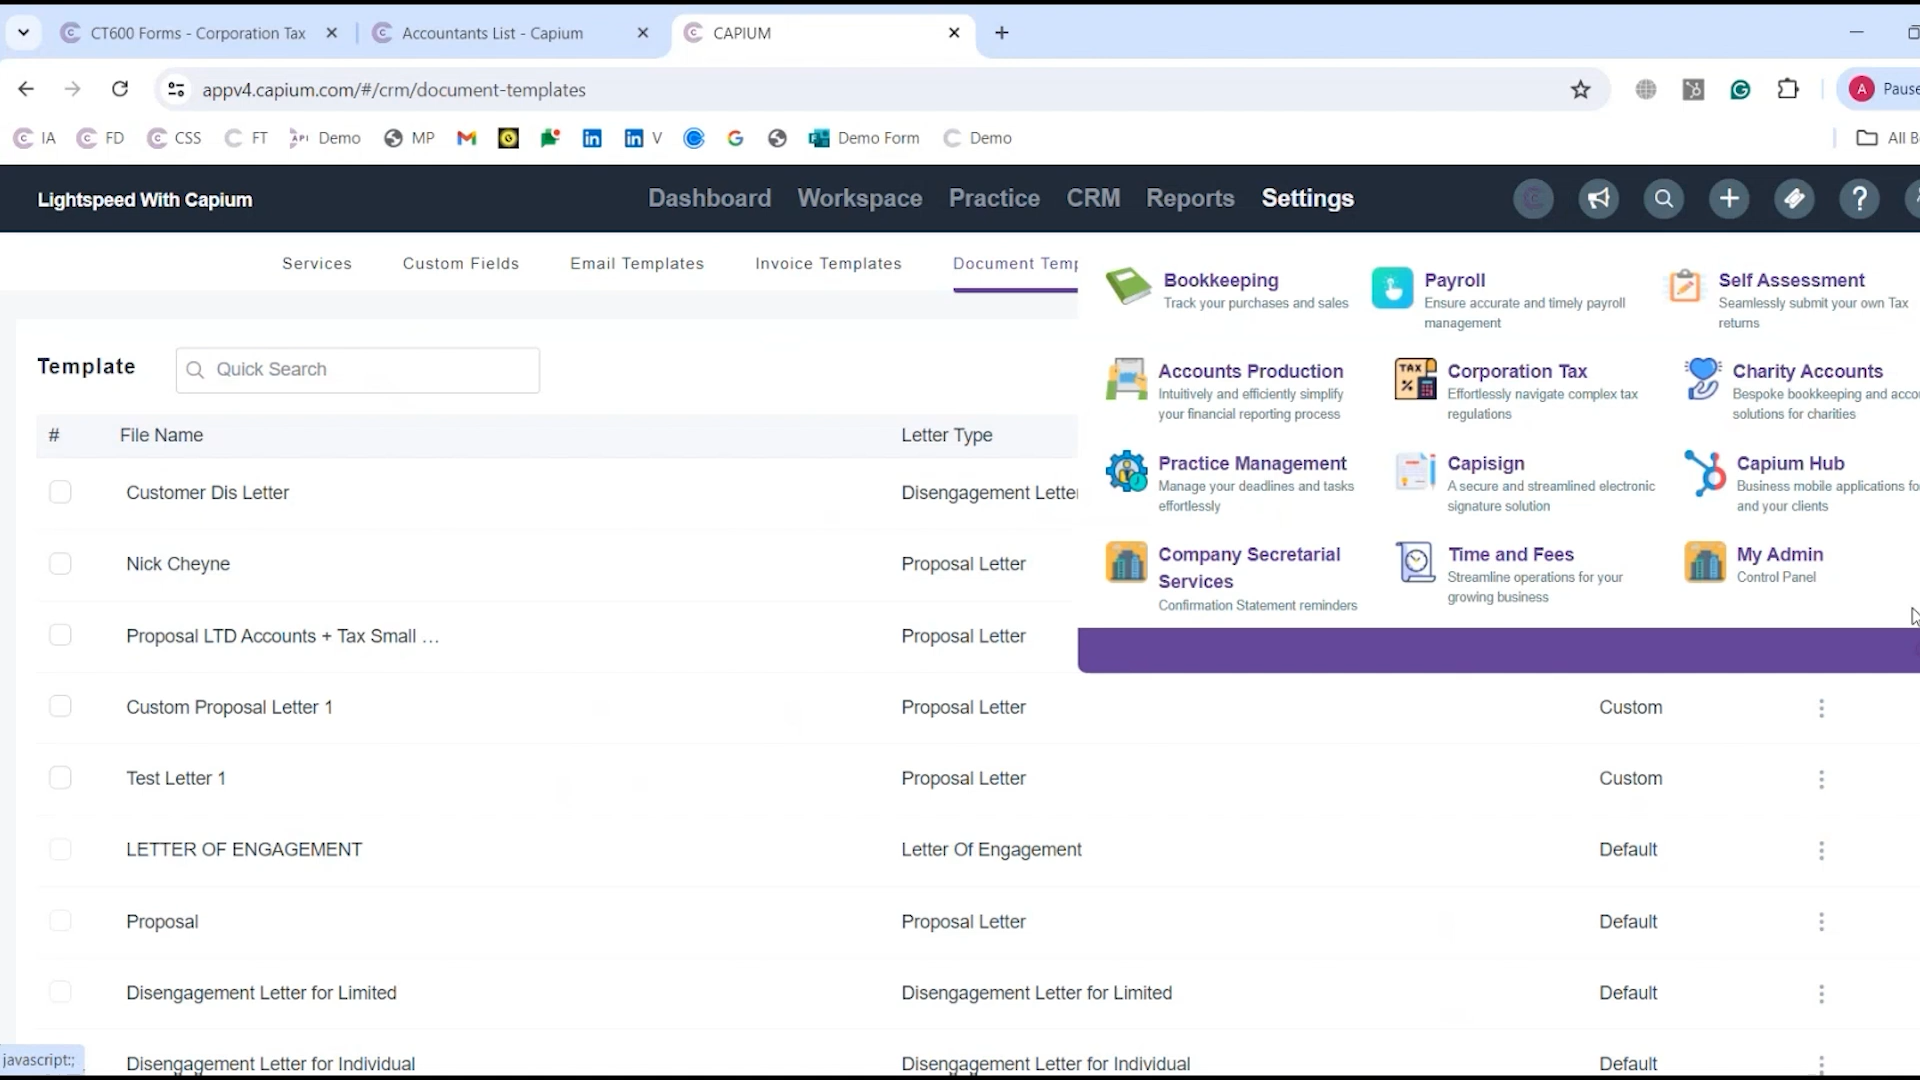 CT600 Forms - Corporation Tax
Accountants List - Capium
CAPIUM
appv4.capium.com/#/crm/document-templates
A
IA
FD
CSS
FT
API Demo
MP
in
in V
G
Demo Form
Demo
Lightspeed With Capium
Dashboard
Workspace
Practice
CRM
Reports
Settings
Services
Custom Fields
Email Templates
Invoice Templates
Document
Bookkeeping
Track your purchases and sales
Payroll
Ensure accurate and timely payroll
management
Self Assessment
Seamlessly submit your own Tax
returns
Accounts Production
Intuitively and efficiently simplify
your financial reporting process
TAX
Corporation Tax
Effortlessly navigate complex tax
regulations
Charity Accounts
Bespoke bookkeeping and
solutions for charities
Practice Management
Manage your deadlines and tasks
effortlessly
Capisign
A secure and streamlined electronic
signature solution
Capium Hub
Business mobile applications
and your clients
Company Secretarial
Services
Confirmation Statement reminders
Time and Fees
Streamline operations for your
growing business
My Admin
Control Panel
Template
Quick Search
# File Name Letter Type
Customer Dis Letter Disengagement Letter
Nick Cheyne Proposal Letter
Proposal LTD Accounts + Tax Small ... Proposal Letter
Custom Proposal Letter 1 Proposal Letter Custom
Test Letter 1 Proposal Letter Custom
LETTER OF ENGAGEMENT Letter Of Engagement Default
Proposal Proposal Letter Default
Disengagement Letter for Limited Disengagement Letter for Limited Default
Disengagement Letter for Individual Disengagement Letter for Individual Default
javascript:;